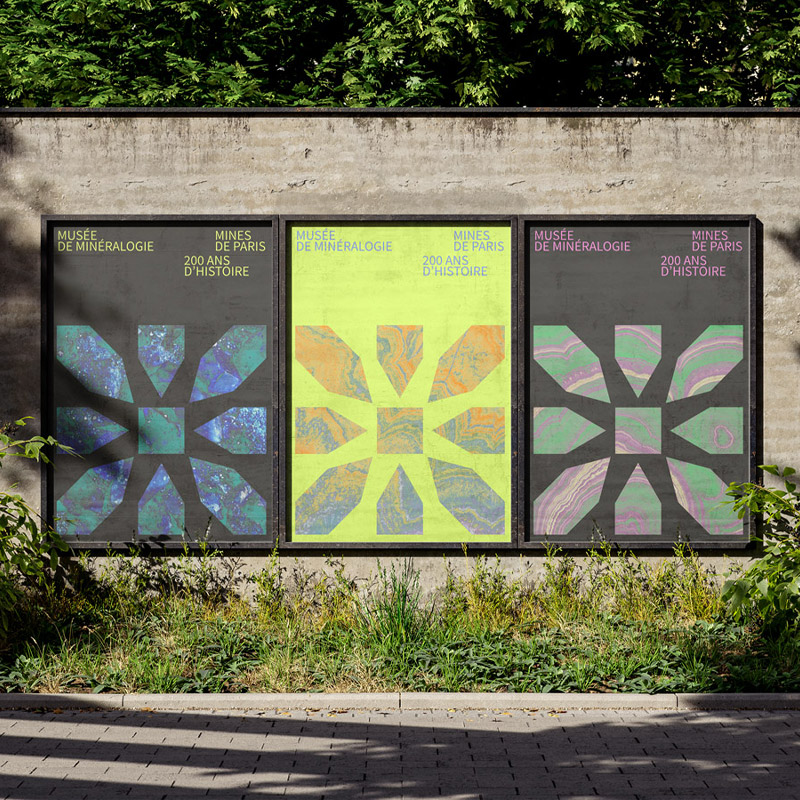 MUSÉE
DE MINÉRALOGIE
MINES
DE PARIS
200 ANS
D'HISTOIRE
MUSÉE
DE MINÉRALOGIE
MINES
DE PARIS
200 ANS
D'HISTOIRE
MUSÉE
DE MINÉRALOGIE
MINES
DE PARIS
200 ANS
D'HISTOIRE